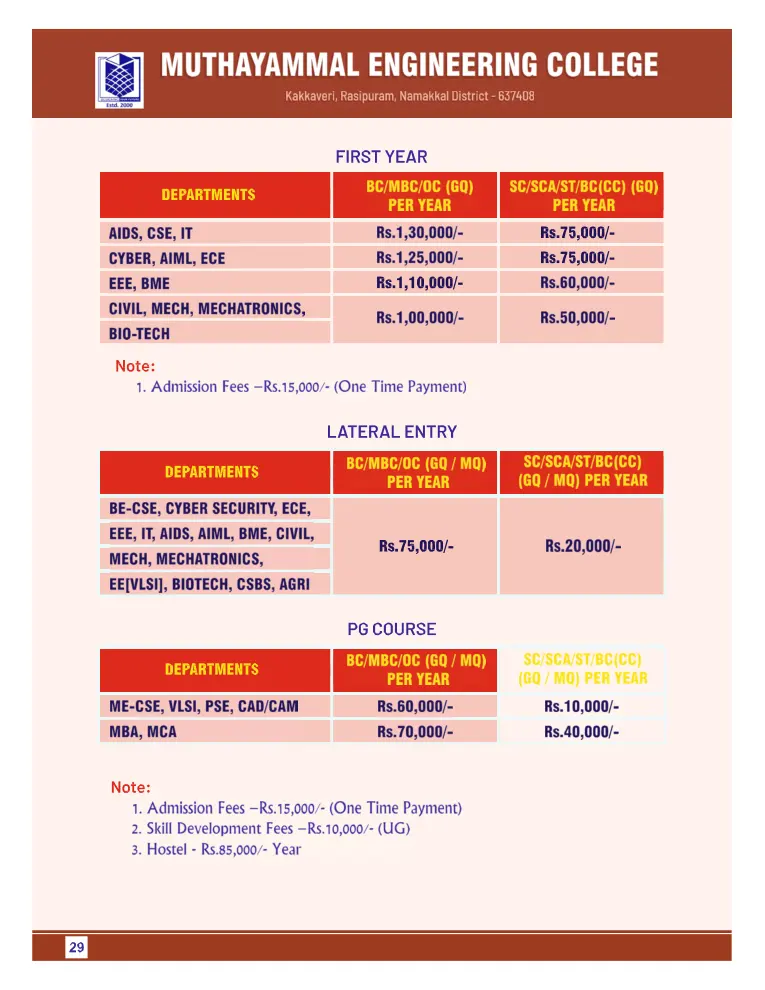 MUTHAYAMMAL ENGINEERING COLLEGE
Estd. 2000
Kakkaveri, Rasipuram, Namakkal District - 637408
FIRST YEAR
DEPARTMENTS
BC/MBC/OC (GQ)
PER YEAR
SC/SCA/ST/BC(CC) (GQ)
PER YEAR
AIDS, CSE, IT
Rs.1,30,000/-
Rs.75,000/-
CYBER, AIML, ECE
Rs.1,25,000/-
Rs.75,000/-
EEE, BME
Rs.1,10,000/-
Rs.60,000/-
CIVIL, MECH, MECHATRONICS,
BIO-TECH
Rs.1,00,000/-
Rs.50,000/-
Note:
1. Admission Fees –Rs.15,000/- (One Time Payment)
LATERAL ENTRY
DEPARTMENTS
BC/MBC/OC (GQ / MQ)
PER YEAR
SC/SCA/ST/BC(CC)
(GQ / MQ) PER YEAR
BE-CSE, CYBER SECURITY, ECE,
EEE, IT, AIDS, AIML, BME, CIVIL,
MECH, MECHATRONICS,
EE[VLSI], BIOTECH, CSBS, AGRI
Rs.75,000/-
Rs.20,000/-
PG COURSE
DEPARTMENTS
BC/MBC/OC (GQ / MQ)
PER YEAR
SC/SCA/ST/BC(CC)
(GQ / MQ) PER YEAR
ME-CSE, VLSI, PSE, CAD/CAM
Rs.60,000/-
Rs.10,000/-
MBA, MCA
Rs.70,000/-
Rs.40,000/-
Note:
1. Admission Fees –Rs.15,000/- (One Time Payment)
2. Skill Development Fees –Rs.10,000/- (UG)
3. Hostel - Rs.85,000/- Year
29